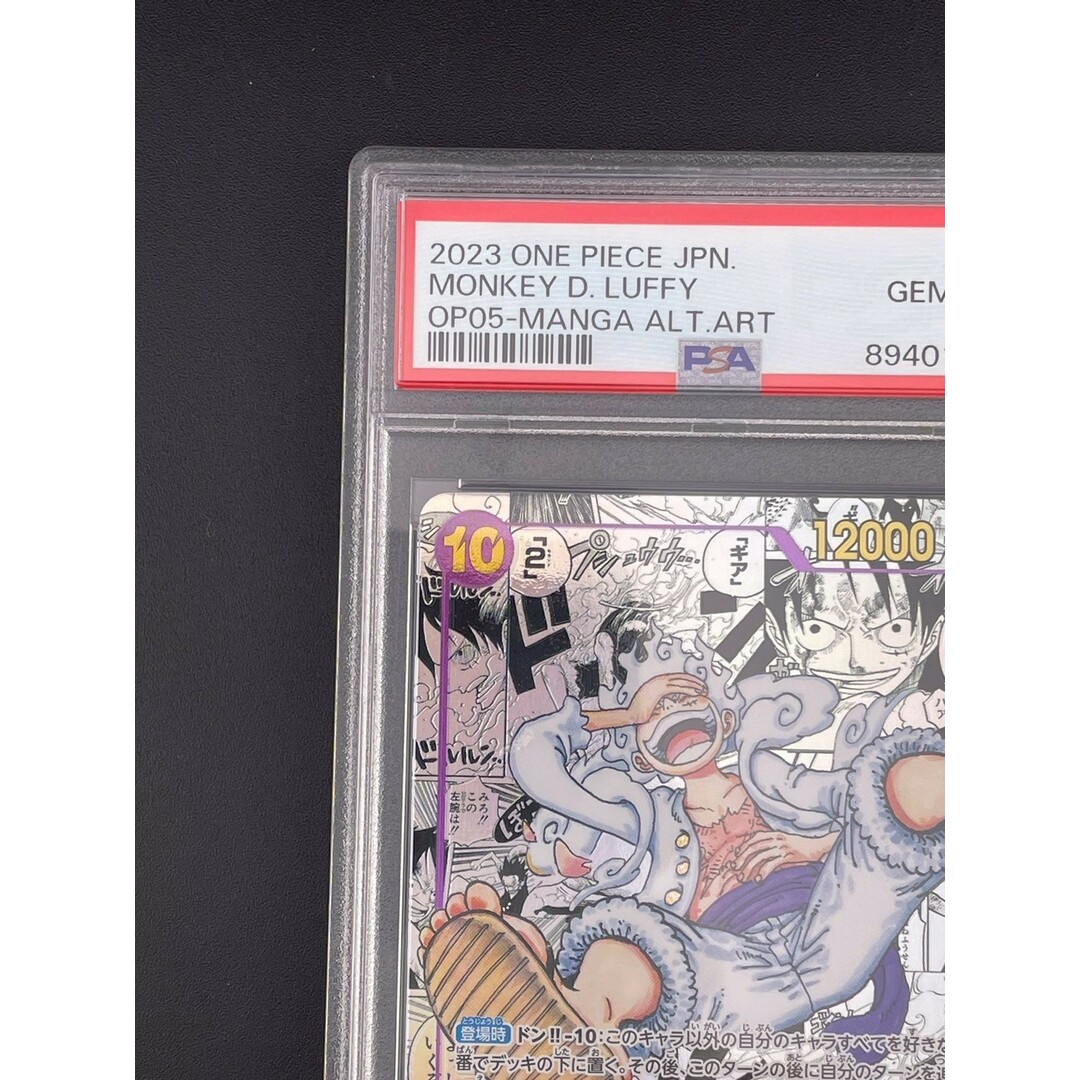 2023 ONE PIECE JPN.
MONKEY D. LUFFY
GEM
OP05-MANGA ALT.ART
PSA
8940
10
「2」
プシュウウ...
「ギア」
12000
ドルルン..
みろ!!
この
左腕は!!
登場時 ドン!!-10:このキャラ以外の自分のキャラすべてを好きな
番でデッキの下に置く。その後、このターンの後に自分のターンを追